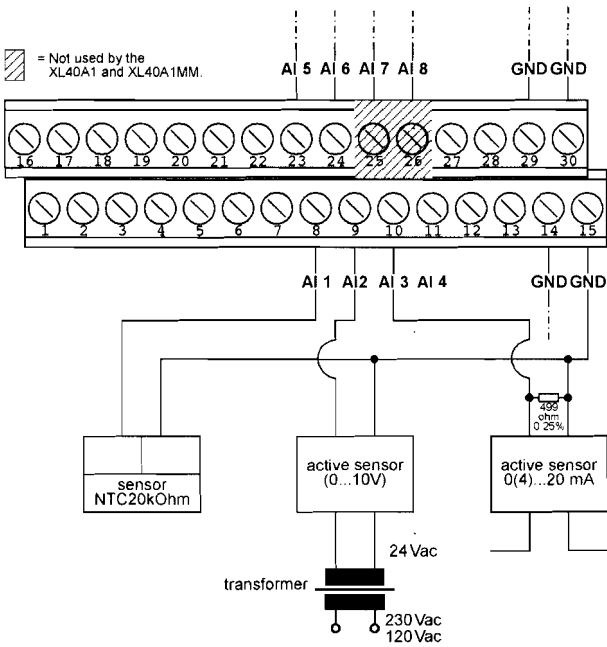 = Not used by the
XL40A1 and XL40A1MM.
AI 5 AI 6 AI 7 AI 8 GND GND
16 17 18 19 20 21 22 23 24 25 26 27 28 29 30
1 2 3 4 5 6 7 8 9 10 11 12 13 14 15
AI 1 AI2 AI 3 AI 4 GND GND
499
ohm
0 25%
sensor
NTC20kOhm
active sensor
(0...10V)
active sensor
0(4)...20 mA
24 Vac
transformer
230 Vac
120 Vac